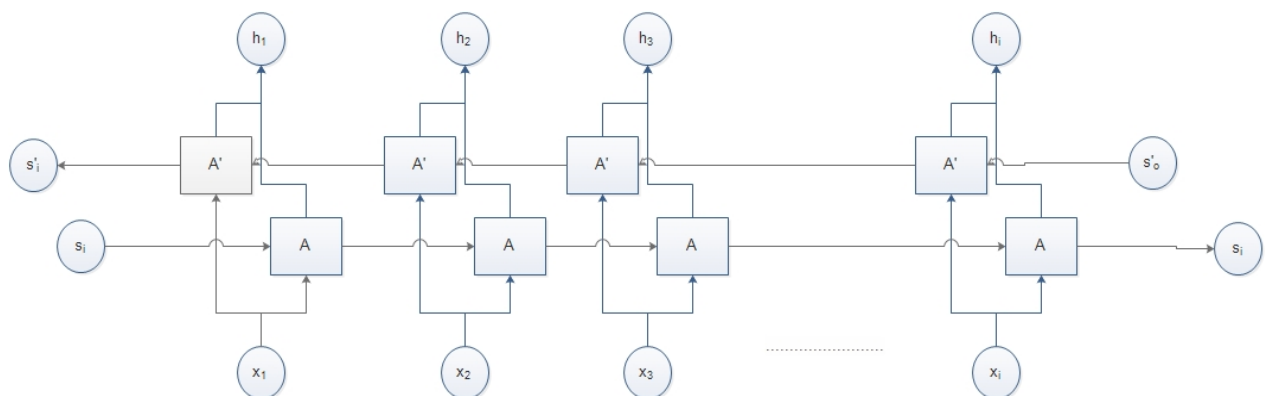 h₁ h₂ h₃ hᵢ
s'ᵢ A' A' A' A' s'ₒ
sᵢ A A A A sᵢ
x₁ x₂ x₃ xᵢ